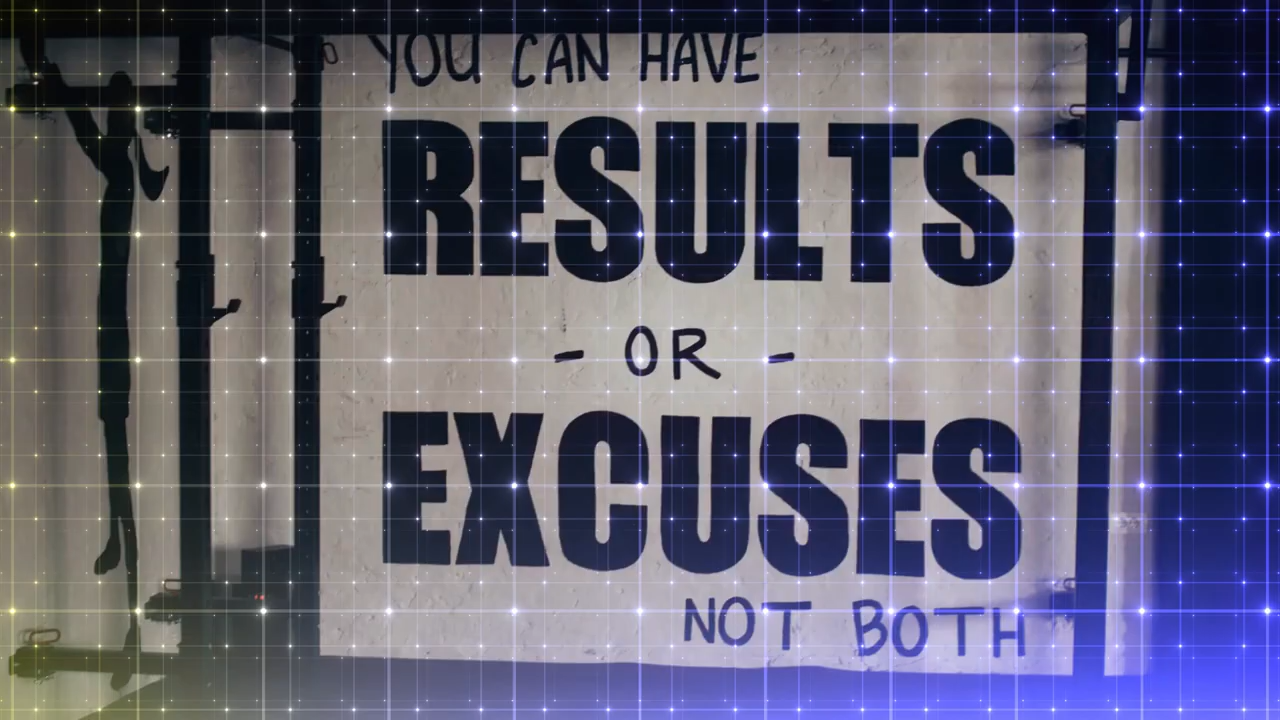 YOU CAN HAVE
RESULTS
- OR -
EXCUSES
NOT BOTH